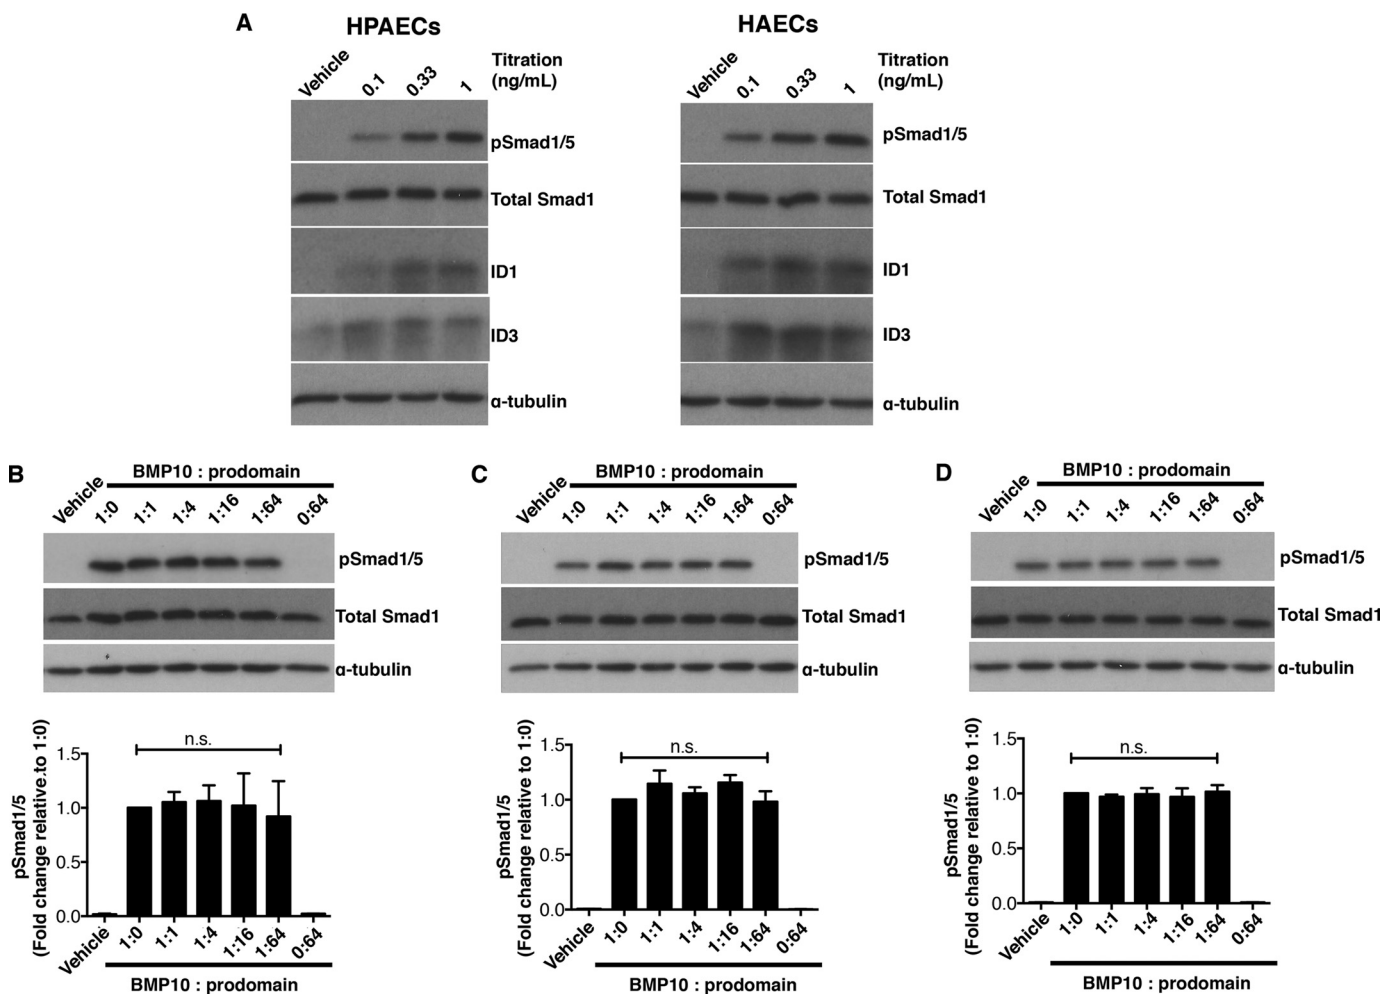 A
HPAECs
Vehicle 0.1 0.33 1 Titration
(ng/mL)
pSmad1/5
Total Smad1
ID1
ID3
α-tubulin
HAECs
Vehicle 0.1 0.33 1 Titration
(ng/mL)
pSmad1/5
Total Smad1
ID1
ID3
α-tubulin
B
BMP10 : prodomain
Vehicle 1:0 1:1 1:4 1:16 1:64 0:64
pSmad1/5
Total Smad1
α-tubulin
pSmad1/5
(Fold change relative.to 1:0)
n.s.
1.5
1.0
0.5
0.0
Vehicle 1:0 1:1 1:4 1:16 1:64 0:64
BMP10 : prodomain
C
BMP10 : prodomain
Vehicle 1:0 1:1 1:4 1:16 1:64 0:64
pSmad1/5
Total Smad1
α-tubulin
pSmad1/5
(Fold change relative to 1:0)
n.s.
1.5
1.0
0.5
0.0
Vehicle 1:0 1:1 1:4 1:16 1:64 0:64
BMP10 : prodomain
D
BMP10 : prodomain
Vehicle 1:0 1:1 1:4 1:16 1:64 0:64
pSmad1/5
Total Smad1
α-tubulin
pSmad1/5
(Fold change relative to 1:0)
n.s.
1.5
1.0
0.5
0.0
Vehicle 1:0 1:1 1:4 1:16 1:64 0:64
BMP10 : prodomain